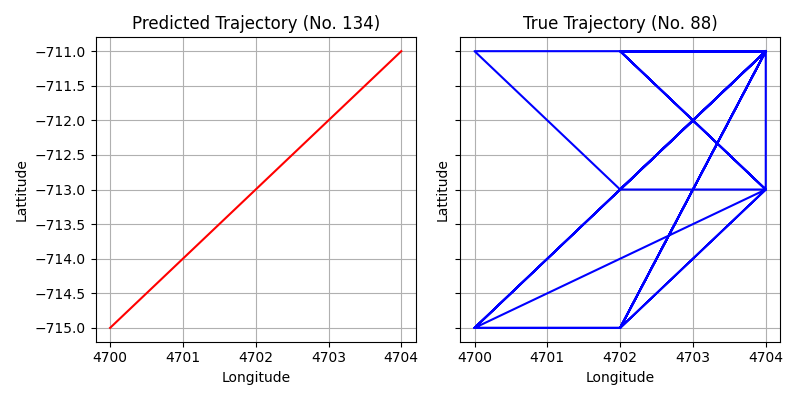 Predicted Trajectory (No. 134)
True Trajectory (No. 88)
Lattitude
−711.0
−711.5
−712.0
−712.5
−713.0
−713.5
−714.0
−714.5
−715.0
4700 4701 4702 4703 4704
Longitude
Lattitude
4700 4701 4702 4703 4704
Longitude